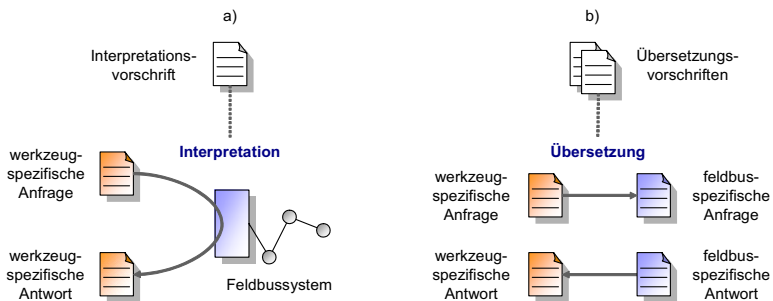 a)
Interpretations-
vorschrift
Interpretation
werkzeug-
spezifische
Anfrage
werkzeug-
spezifische
Antwort
Feldbussystem
b)
Übersetzungs-
vorschriften
Übersetzung
werkzeug-
spezifische
Anfrage
feldbus-
spezifische
Anfrage
werkzeug-
spezifische
Antwort
feldbus-
spezifische
Antwort